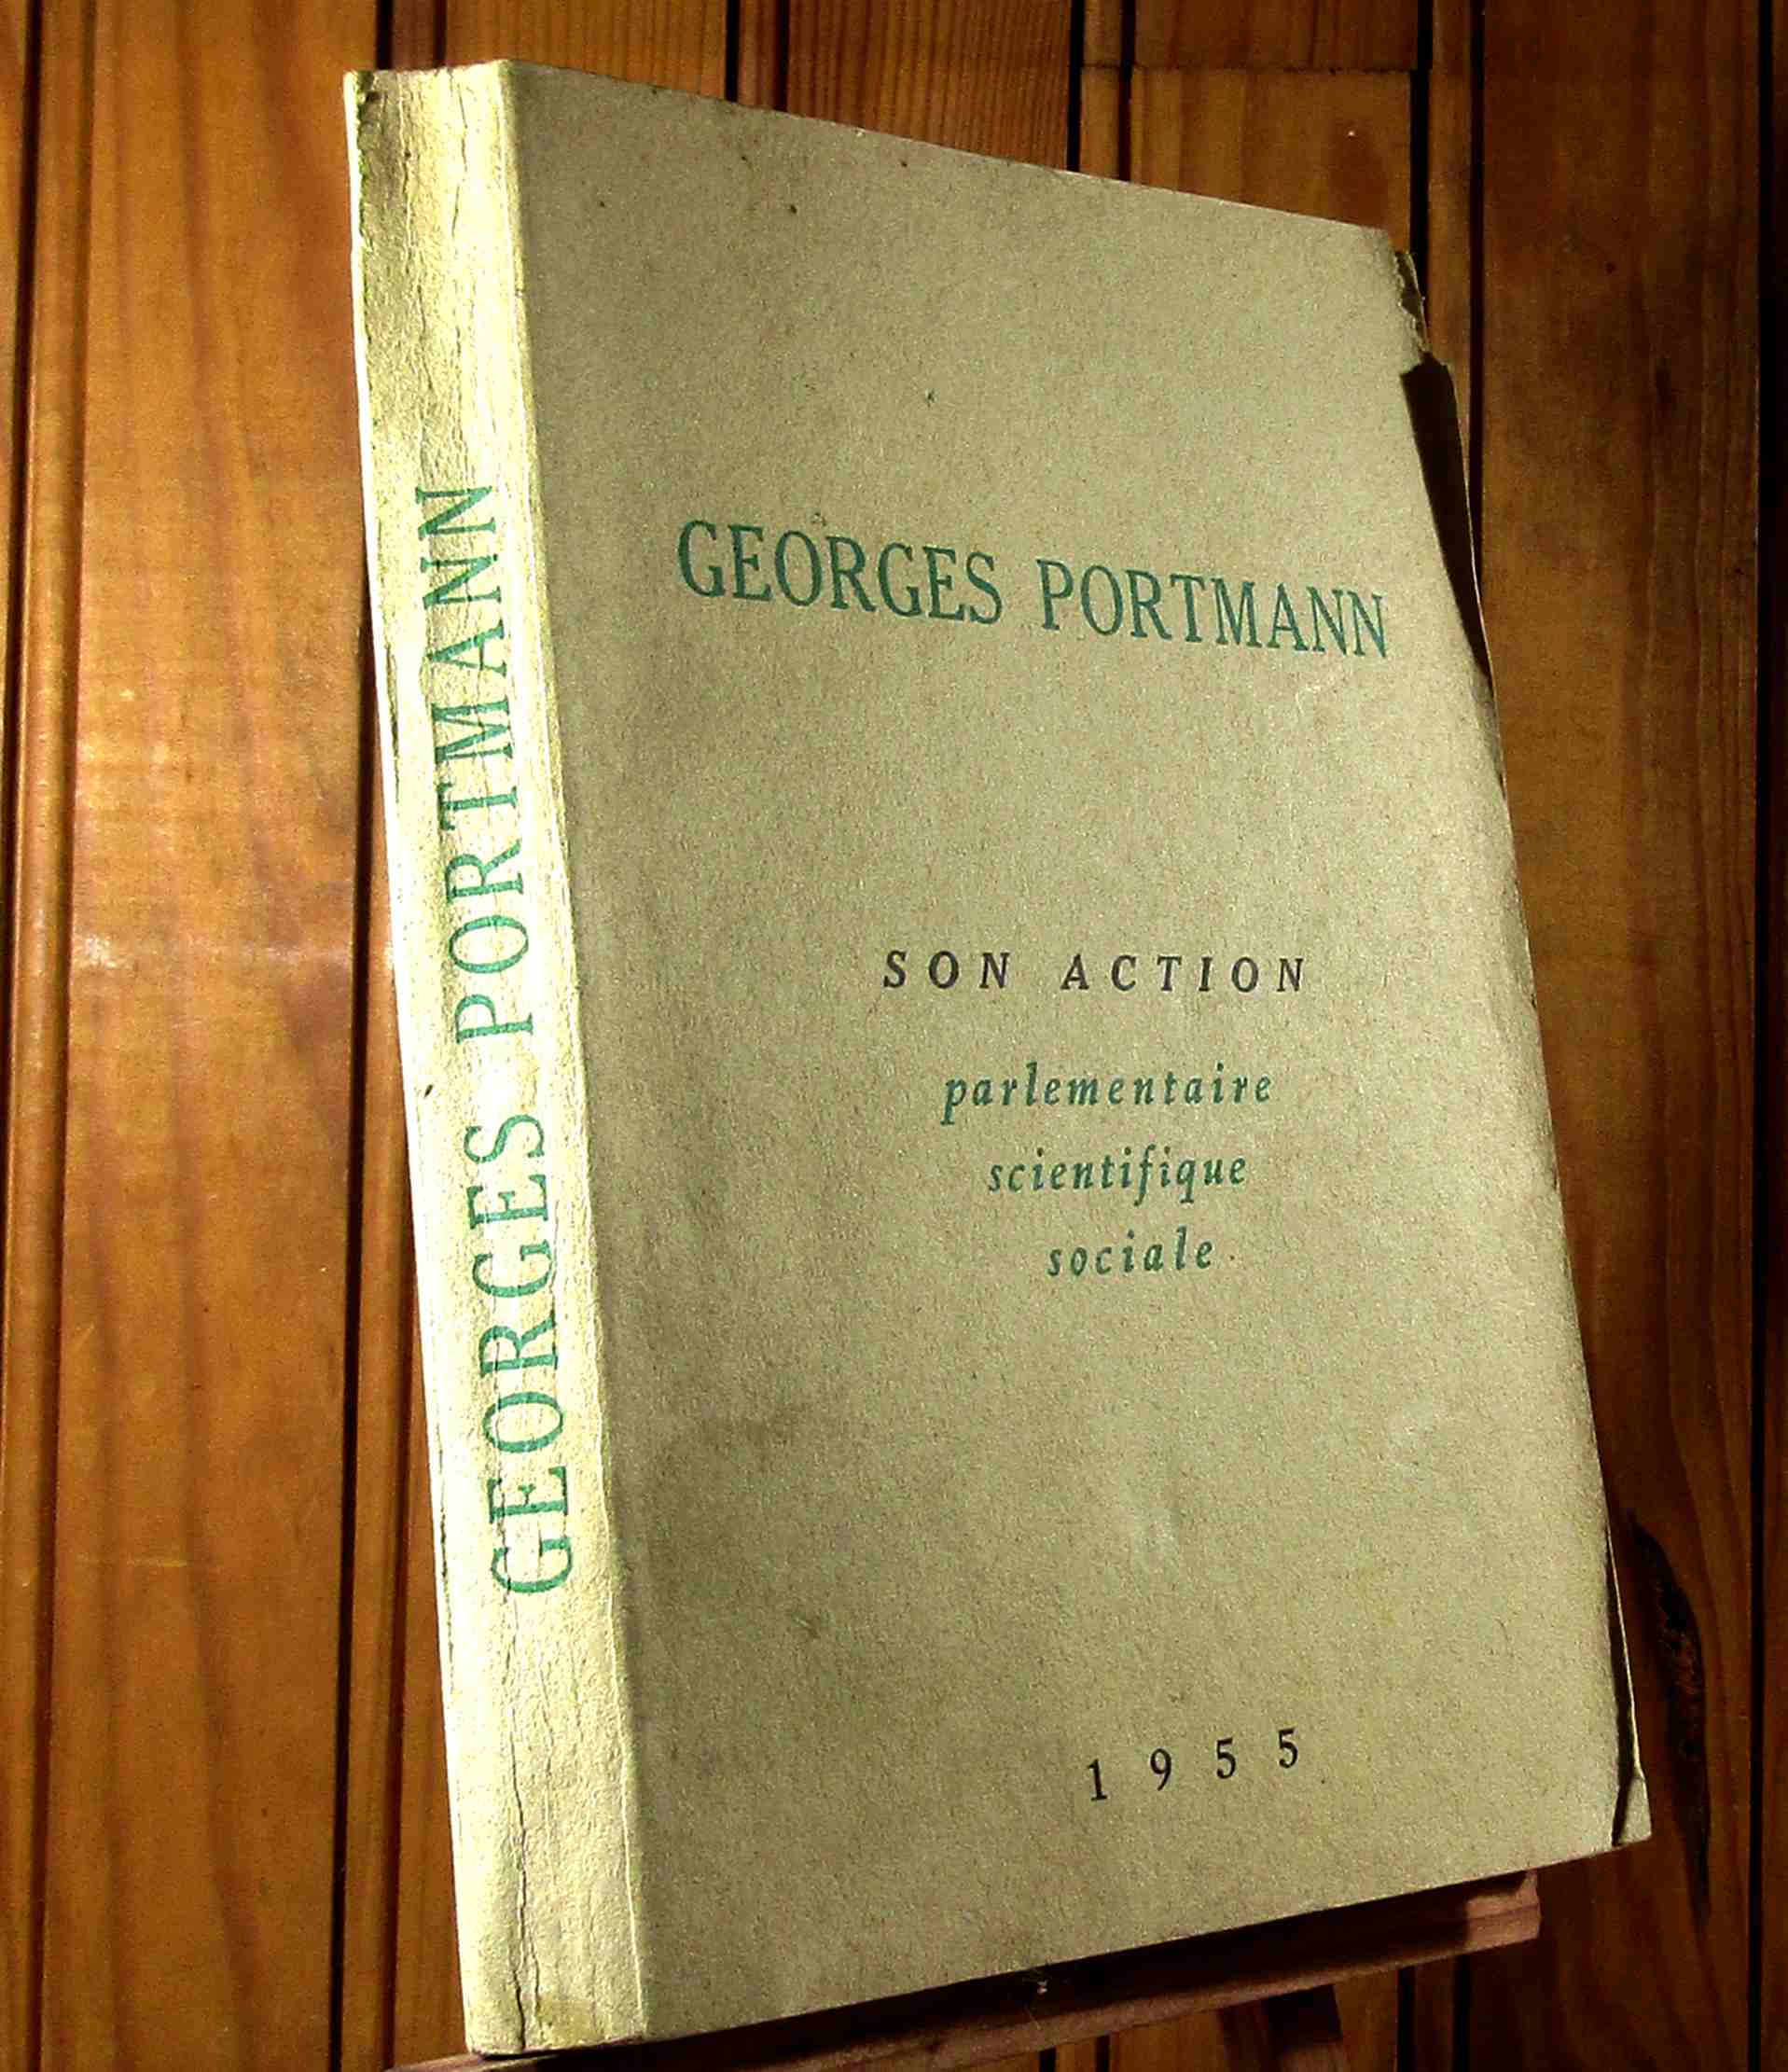 GEORGES PORTMANN
GEORGES PORTMANN
SON ACTION
parlementaire
scientifique
sociale
1955